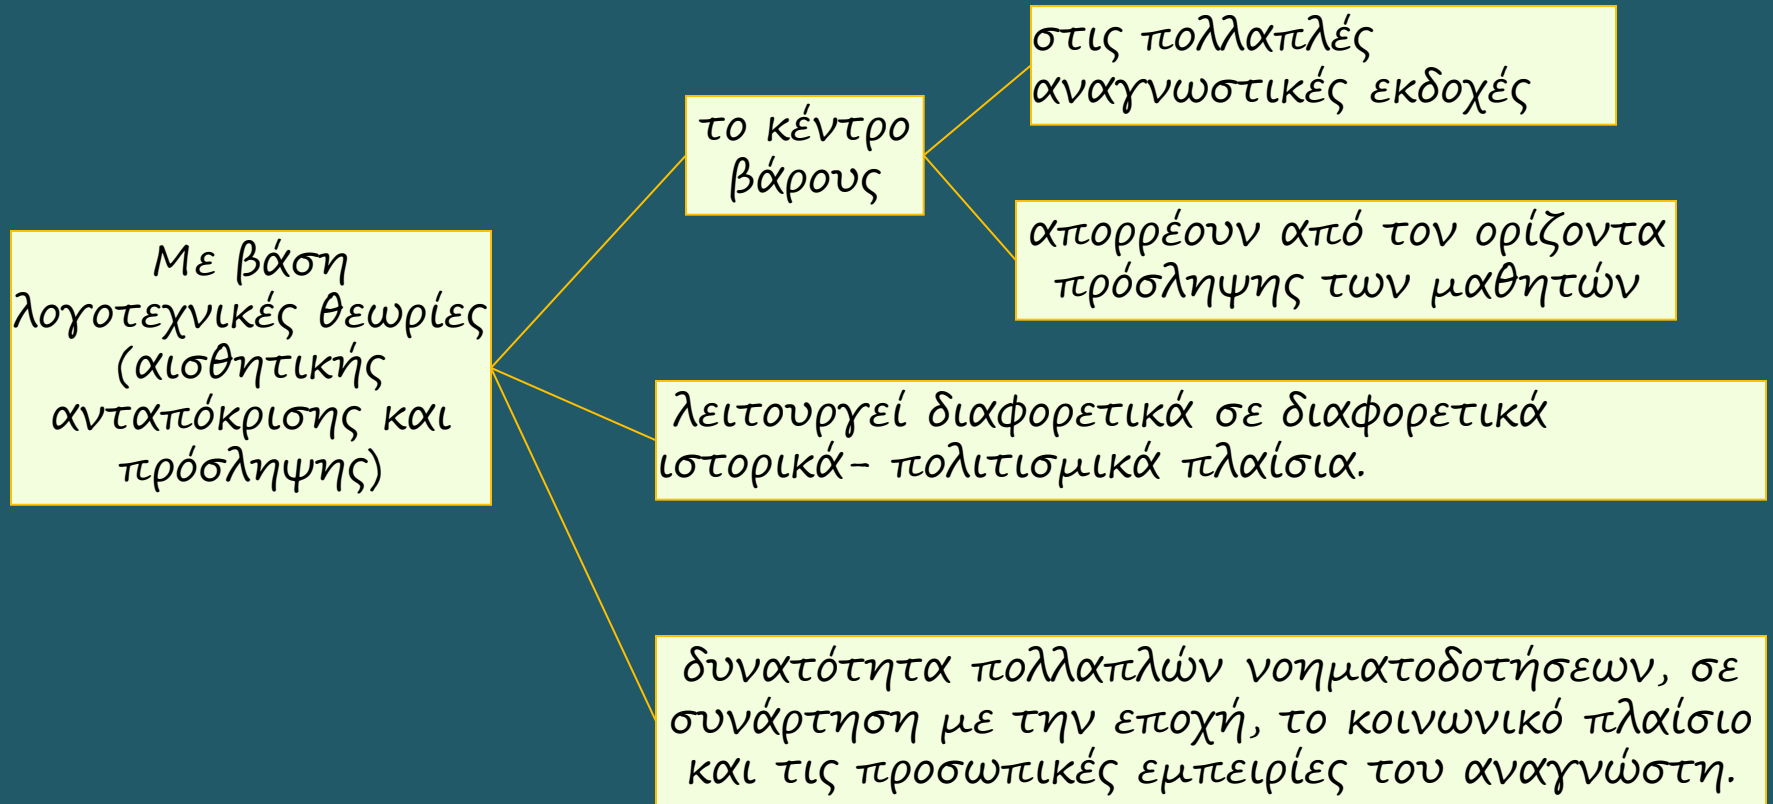 Με βάση
λογοτεχνικές θεωρίες
(αισθητικής
ανταπόκρισης και
πρόσληψης)
το κέντρο
βάρους
στις πολλαπλές
αναγνωστικές εκδοχές
απορρέουν από τον ορίζοντα
πρόσληψης των μαθητών
λειτουργεί διαφορετικά σε διαφορετικά
ιστορικά- πολιτισμικά πλαίσια.
δυνατότητα πολλαπλών νοηματοδοτήσεων, σε
συνάρτηση με την εποχή, το κοινωνικό πλαίσιο
και τις προσωπικές εμπειρίες του αναγνώστη.